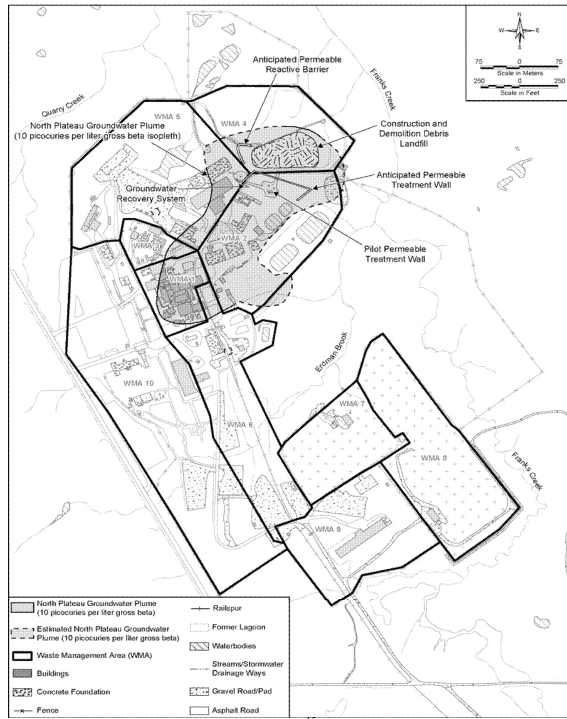 N
W E
S
75 0 75
Scale in Meters
250 0 250
Scale in Feet
Anticipated Permeable
Reactive Barrier
Franks Creek
Quarry Creek
WMA 5
WMA 4
North Plateau Groundwater Plume
(10 picocuries per liter gross beta isopleth)
Construction and
Demolition Debris
Landfill
Groundwater
Recovery System
Anticipated Permeable
Treatment Wall
Pilot Permeable
Treatment Wall
WMA 3
WMA
WMA 1
Erdman Brook
WMA 10
WMA 7
WMA 6
WMA 8
Franks Creek
WMA 9
North Plateau Groundwater Plume
(10 picocuries per liter gross beta)
Estimated North Plateau Groundwater
Plume (10 picocuries per liter gross beta)
Waste Management Area (WMA)
Buildings
Concrete Foundation
Fence
Railspur
Former Lagoon
Waterbodies
Streams/Stormwater
Drainage Ways
Gravel Road/Pad
Asphalt Road